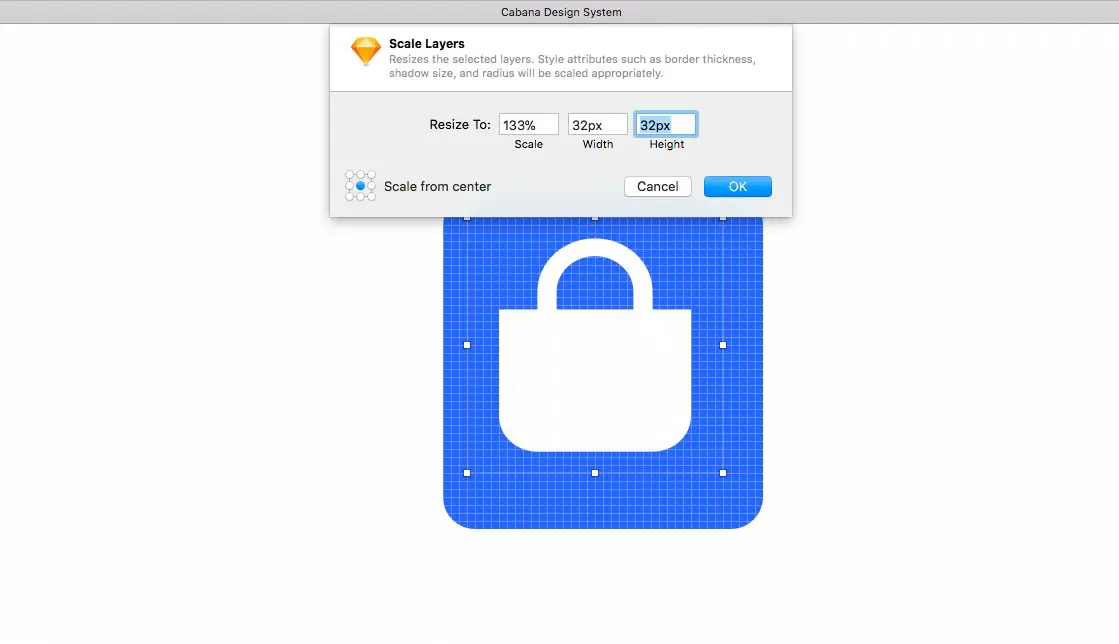 Cabana Design System
Scale Layers
Resizes the selected layers. Style attributes such as border thickness,
shadow size, and radius will be scaled appropriately.
Resize To: 133% 32px 32px
Scale Width Height
Scale from center Cancel OK